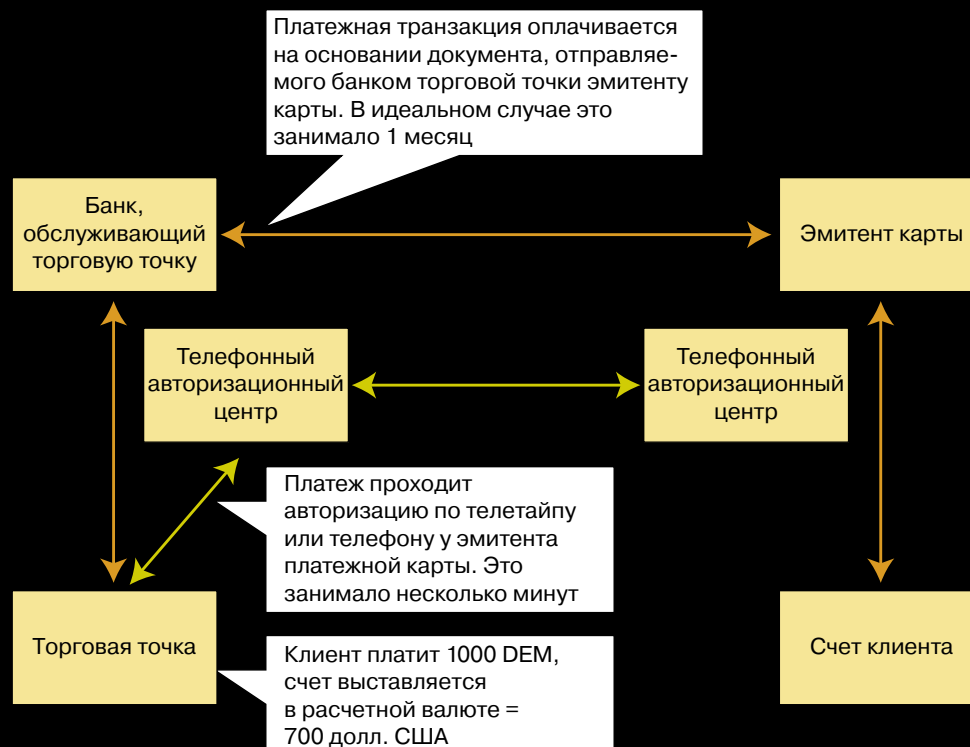 Платежная транзакция оплачивается
на основании документа, отправляе-
мого банком торговой точки эмитенту
карты. В идеальном случае это
занимало 1 месяц
Банк,
обслуживающий
торговую точку
Эмитент карты
Телефонный
авторизационный
центр
Телефонный
авторизационный
центр
Платеж проходит
авторизацию по телетайпу
или телефону у эмитента
платежной карты. Это
занимало несколько минут
Торговая точка
Счет клиента
Клиент платит 1000 DEM,
счет выставляется
в расчетной валюте =
700 долл. США